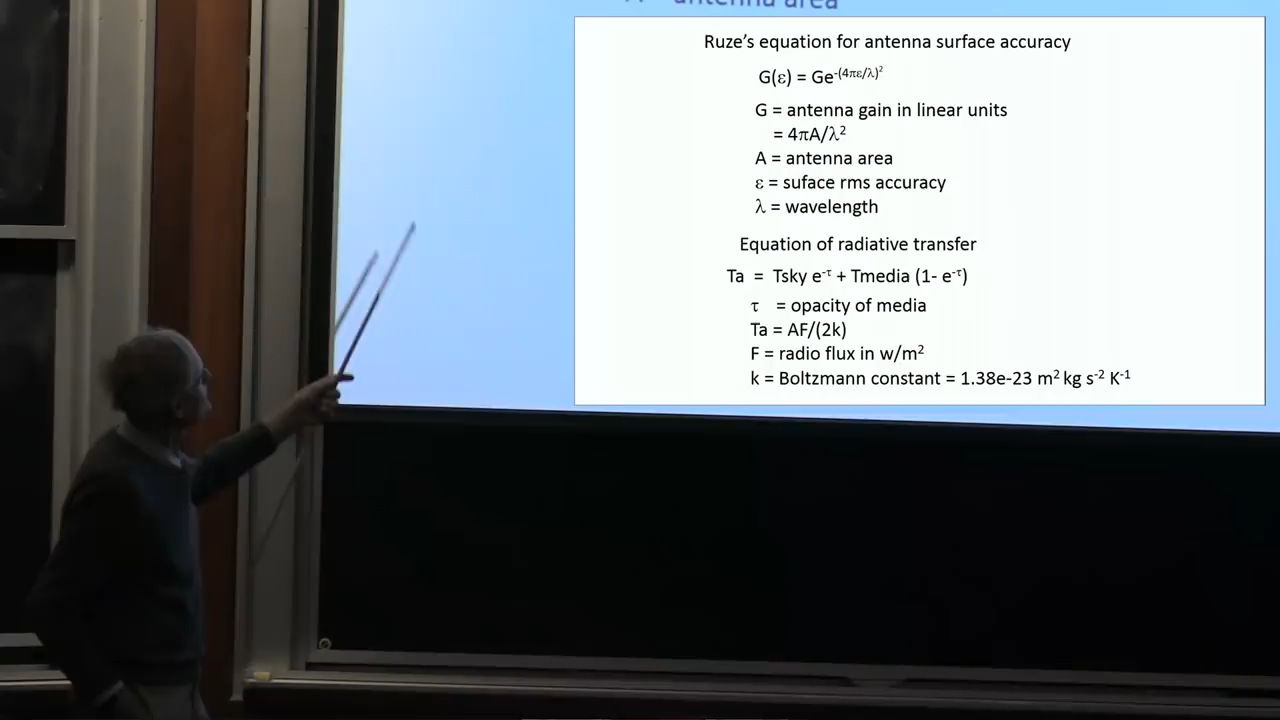 antenna area
Ruze's equation for antenna surface accuracy
G(ε) = Ge-(4πε/λ)²
G = antenna gain in linear units
= 4πA/λ²
A = antenna area
ε = suface rms accuracy
λ = wavelength
Equation of radiative transfer
Ta = Tsky e-τ + Tmedia (1- e-τ)
τ = opacity of media
Ta = AF/(2k)
F = radio flux in w/m²
k = Boltzmann constant = 1.38e-23 m² kg s-2 K-1